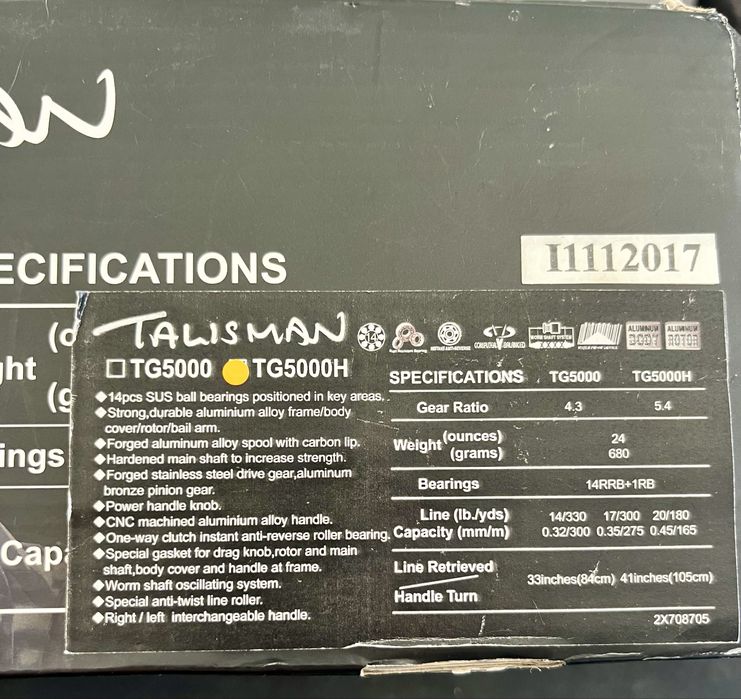 ECIFICATIONS
I1112017
TALISMAN
TG5000 TG5000H
◆14pcs SUS ball bearings positioned in key areas.
◆Strong,durable aluminium alloy frame/body
cover/rotor/bail arm.
◆Forged aluminum alloy spool with carbon lip.
◆Hardened main shaft to increase strength.
◆Forged stainless steel drive gear,aluminum
bronze pinion gear.
◆Power handle knob.
◆CNC machined aluminium alloy handle.
◆One-way clutch instant anti-reverse roller bearing.
◆Special gasket for drag knob,rotor and main
shaft,body cover and handle at frame.
◆Worm shaft oscillating system.
◆Special anti-twist line roller.
◆Right / left interchangeable handle.
14
ALUMINUM BODY
ALUMINUM ROTOR
SPECIFICATIONS TG5000 TG5000H
Gear Ratio 4.3 5.4
Weight (ounces) 24
(grams) 680
Bearings 14RRB+1RB
Line (lb./yds) 14/330 17/300 20/180
Capacity (mm/m) 0.32/300 0.35/275 0.45/165
Line Retrieved
33inches(84cm) 41inches(105cm)
Handle Turn
2X708705
(o
ght
(g
ings
Capa